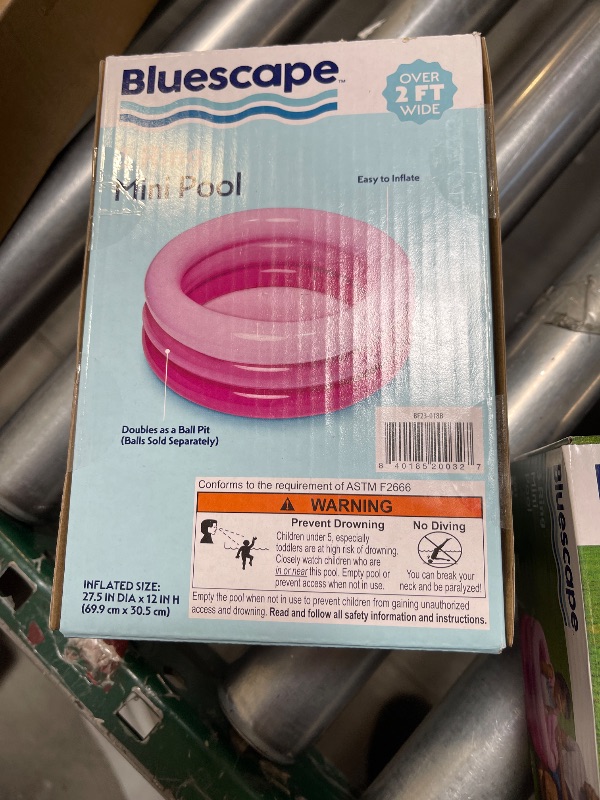 Bluescape™
OVER
2 FT
WIDE
Mini Pool
Easy to Inflate
Doubles as a Ball Pit
(Balls Sold Separately)
BF23-013B
8 40185 20032 7
Conforms to the requirement of ASTM F2666
WARNING
Prevent Drowning
Children under 5, especially
toddlers are at high risk of drowning.
Closely watch children who are
in or near this pool. Empty pool or
prevent access when not in use.
No Diving
You can break your
neck and be paralyzed!
Empty the pool when not in use to prevent children from gaining unauthorized
access and drowning. Read and follow all safety information and instructions.
INFLATED SIZE:
27.5 IN DIA x 12 IN H
(69.9 cm x 30.5 cm)
Bluescape